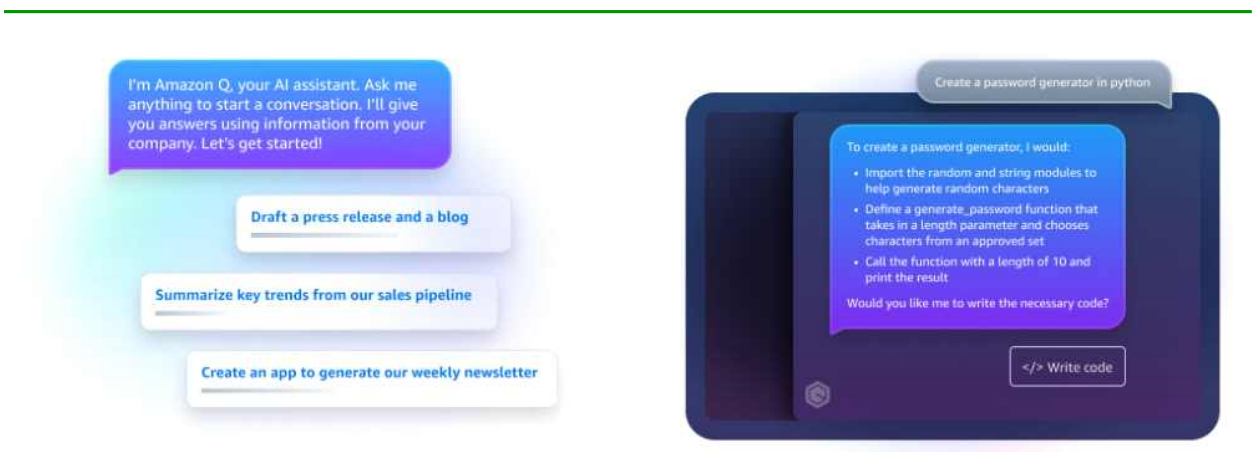 I'm Amazon Q, your AI assistant. Ask me
anything to start a conversation. I'll give
you answers using information from your
company. Let's get started!
Draft a press release and a blog
Summarize key trends from our sales pipeline
Create an app to generate our weekly newsletter
Create a password generator in python
To create a password generator, I would:
• Import the random and string modules to
help generate random characters
• Define a generate_password function that
takes in a length parameter and chooses
characters from an approved set
• Call the function with a length of 10 and
print the result
Would you like me to write the necessary code?
</> Write code